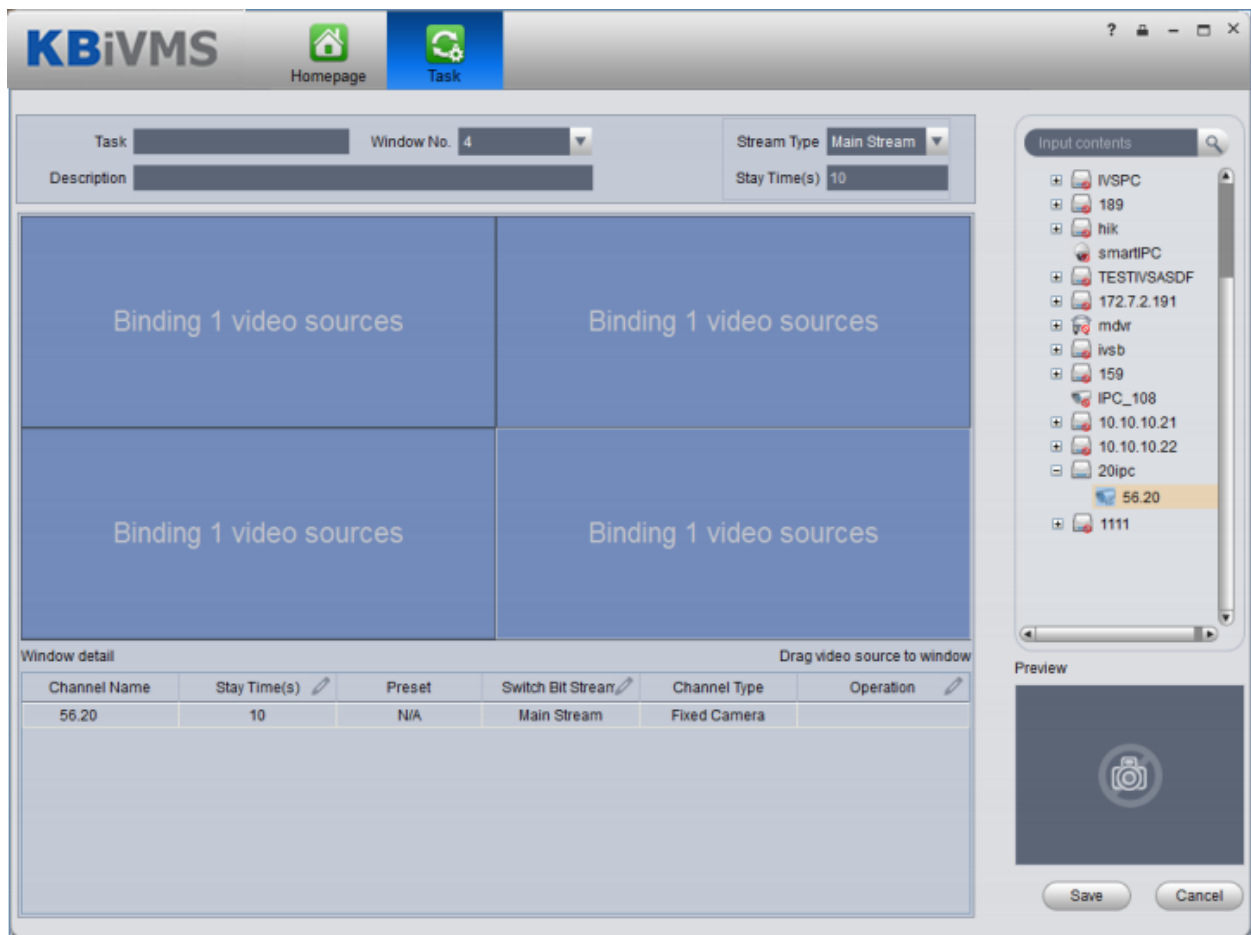 KBiVMS
Homepage
Task
?
Task
Window No. 4
Stream Type Main Stream
Description
Stay Time(s) 10
Binding 1 video sources
Binding 1 video sources
Binding 1 video sources
Binding 1 video sources
Window detail
Drag video source to window
Channel Name Stay Time(s) Preset Switch Bit Stream Channel Type Operation
56.20 10 N/A Main Stream Fixed Camera
Input contents
IVSPC
189
hik
smartIPC
TESTIVSASDF
172.7.2.191
mdvr
ivsb
159
IPC_108
10.10.10.21
10.10.10.22
20ipc
56.20
1111
Preview
Save Cancel